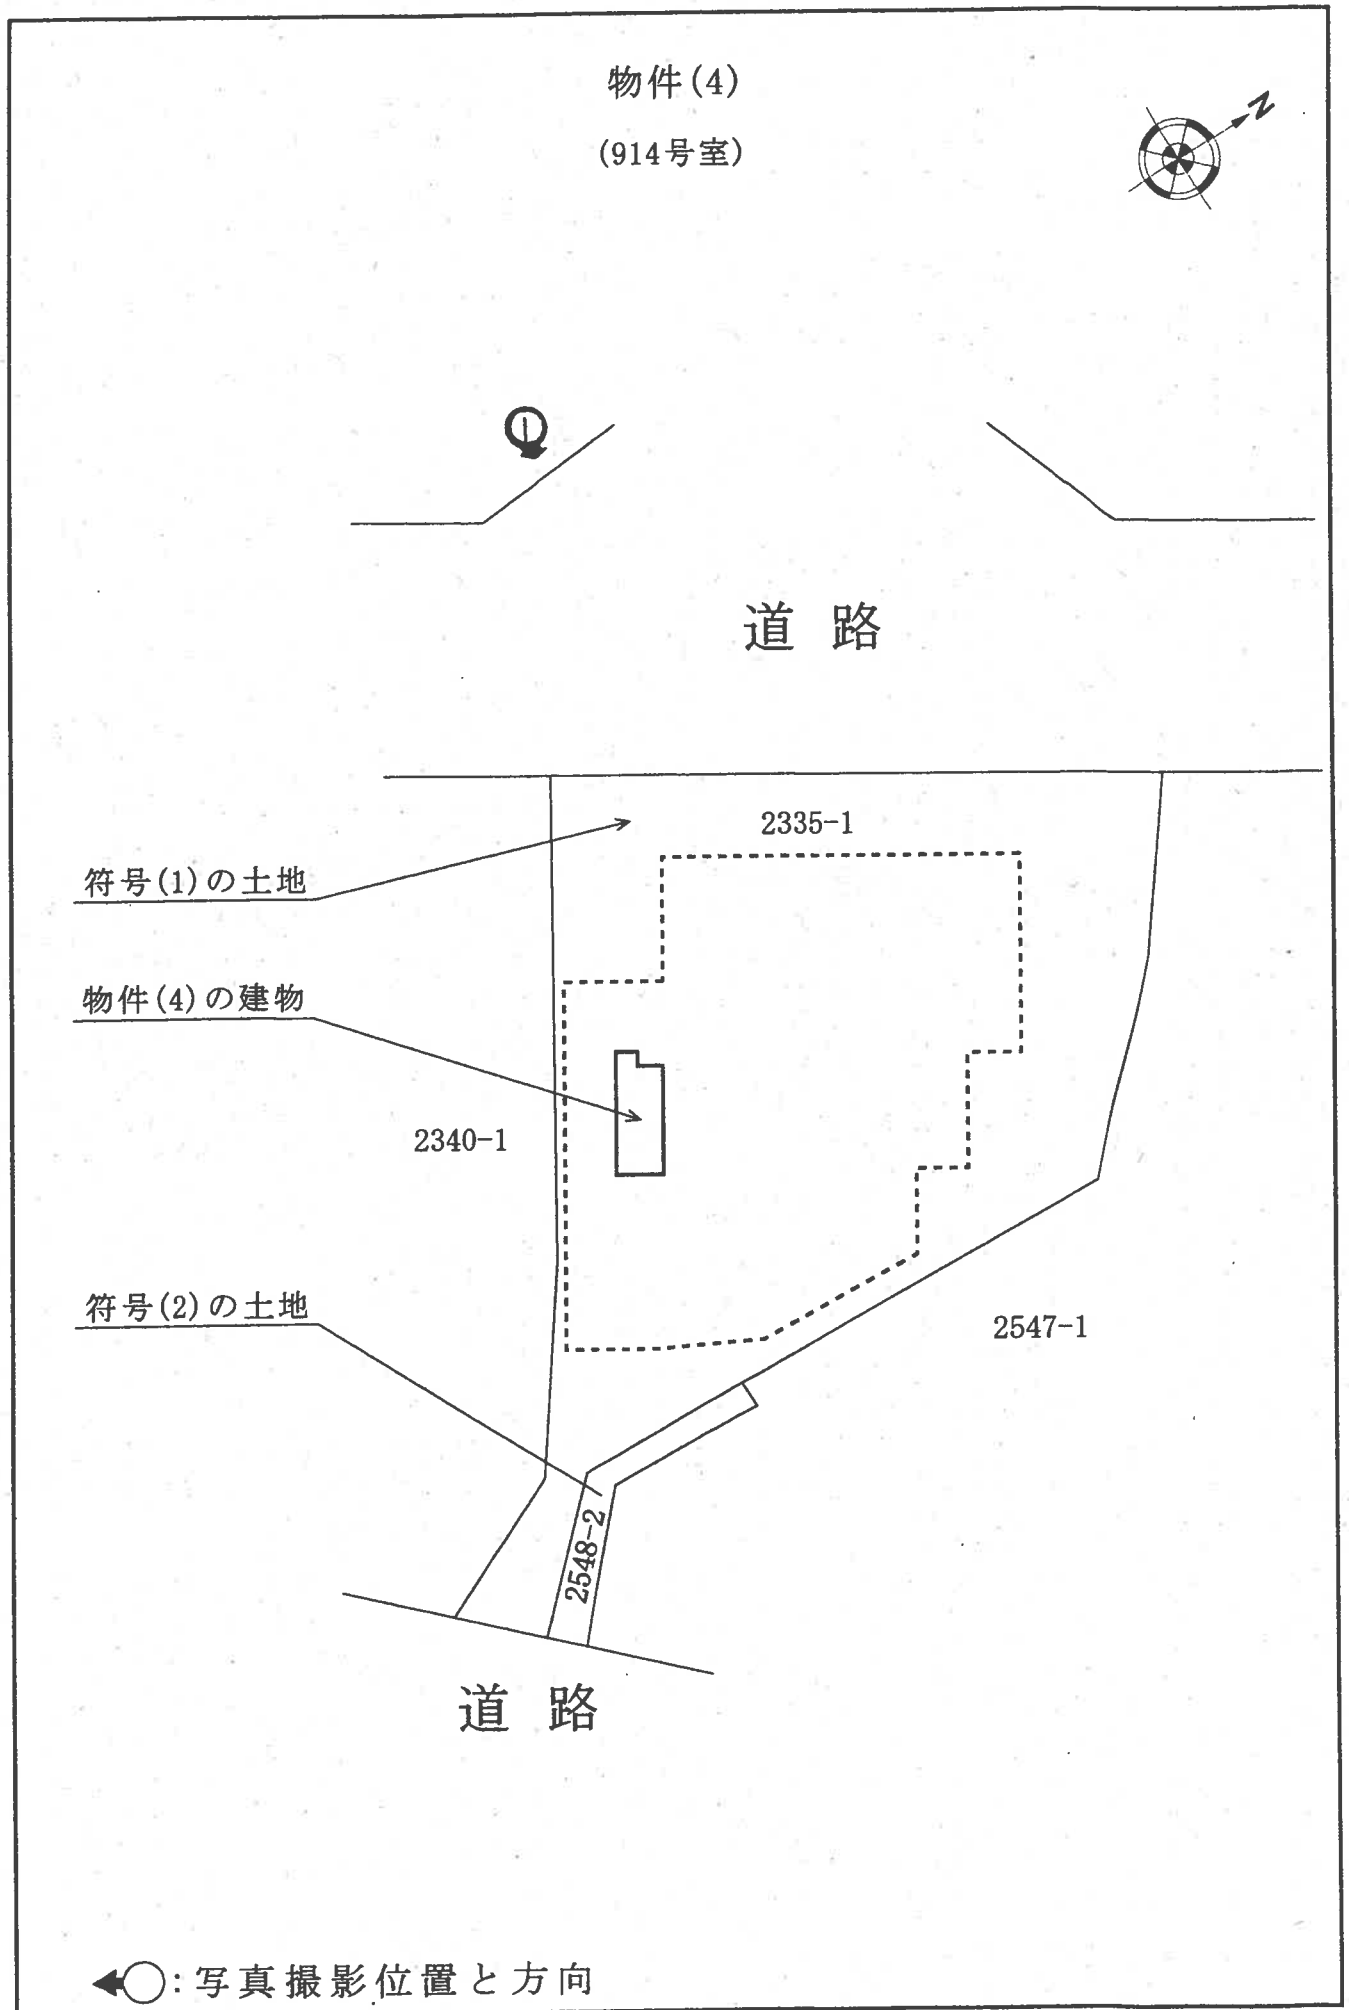 物件(4)
(914号室)
N
1
道路
2335-1
符号(1)の土地
物件(4)の建物
2340-1
符号(2)の土地
2547-1
2548-2
道路
:写真撮影位置と方向